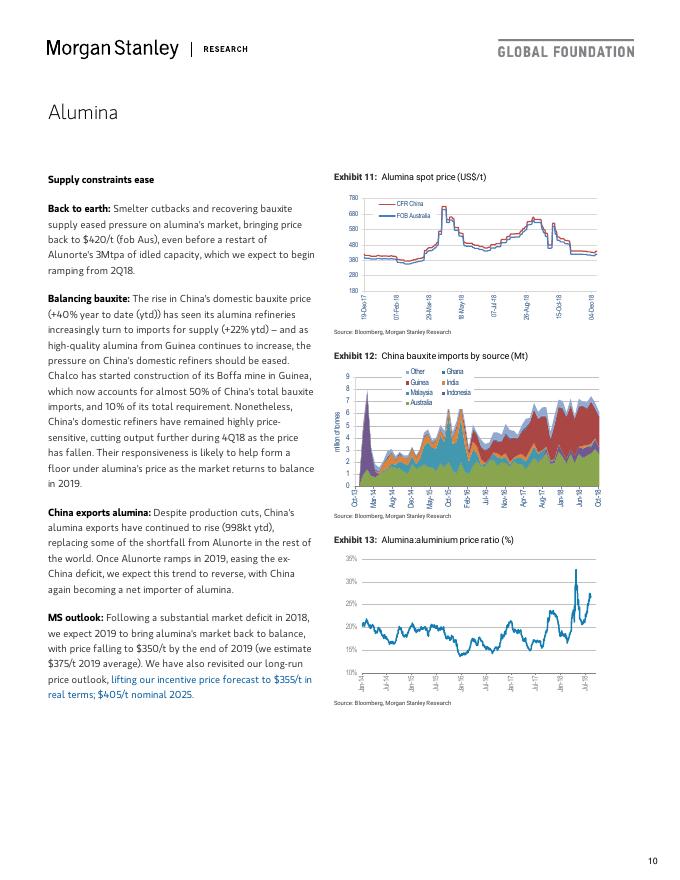 Morgan Stanley | RESEARCH
GLOBAL FOUNDATION
Alumina
Supply constraints ease
Back to earth: Smelter cutbacks and recovering bauxite
supply eased pressure on alumina's market, bringing price
back to $420/t (fob Aus), even before a restart of
Alunorte's 3Mtpa of idled capacity, which we expect to begin
ramping from 2Q18.
Balancing bauxite: The rise in China's domestic bauxite price
(+40% year to date (ytd)) has seen its alumina refineries
increasingly turn to imports for supply (+22% ytd) – and as
high-quality alumina from Guinea continues to increase, the
pressure on China's domestic refiners should be eased.
Chalco has started construction of its Boffa mine in Guinea,
which now accounts for almost 50% of China's total bauxite
imports, and 10% of its total requirement. Nonetheless,
China's domestic refiners have remained highly price-
sensitive, cutting output further during 4Q18 as the price
has fallen. Their responsiveness is likely to help form a
floor under alumina's price as the market returns to balance
in 2019.
China exports alumina: Despite production cuts, China's
alumina exports have continued to rise (998kt ytd),
replacing some of the shortfall from Alunorte in the rest of
the world. Once Alunorte ramps in 2019, easing the ex-
China deficit, we expect this trend to reverse, with China
again becoming a net importer of alumina.
MS outlook: Following a substantial market deficit in 2018,
we expect 2019 to bring alumina's market back to balance,
with price falling to $350/t by the end of 2019 (we estimate
$375/t 2019 average). We have also revisited our long-run
price outlook, lifting our incentive price forecast to $355/t in
real terms; $405/t nominal 2025.
Exhibit 11: Alumina spot price (US$/t)
780
680
580
480
380
280
180
CFR China
FOB Australia
19-Dec-17
07-Feb-18
29-Mar-18
18-May-18
07-Jul-18
26-Aug-18
15-Oct-18
04-Dec-18
Source: Bloomberg, Morgan Stanley Research
Exhibit 12: China bauxite imports by source (Mt)
million of tonnes
9
8
7
6
5
4
3
2
1
0
Other
Ghana
Guinea
India
Malaysia
Indonesia
Australia
Oct-13
Mar-14
Aug-14
Dec-14
May-15
Oct-15
Feb-16
Jul-16
Nov-16
Apr-17
Aug-17
Jan-18
Jun-18
Oct-18
Source: Bloomberg, Morgan Stanley Research
Exhibit 13: Alumina:aluminium price ratio (%)
35%
30%
25%
20%
15%
10%
Jan-14
Jul-14
Jan-15
Jul-15
Jan-16
Jul-16
Jan-17
Jul-17
Jan-18
Jul-18
Source: Bloomberg, Morgan Stanley Research
10